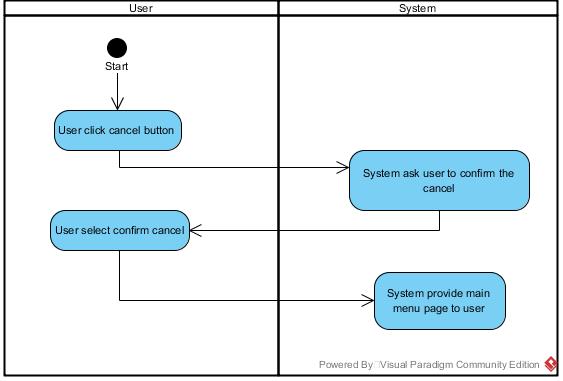 User
System
Start
User click cancel button
System ask user to confirm the
cancel
User select confirm cancel
System provide main
menu page to user
Powered By Visual Paradigm Community Edition